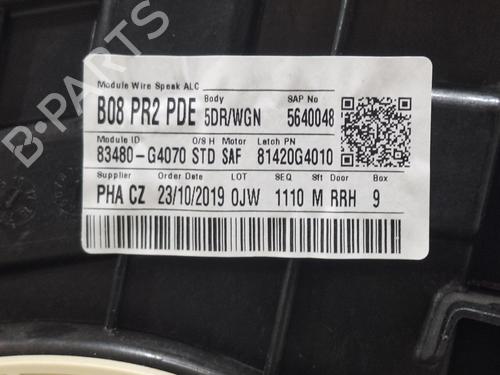 Module Wire Speak ALC Body SAP No
B08 PR2 PDE 5DR/WGN 5640048
Module ID O/S H Motor Latch PN
83480-G4070 STD SAF 81420G4010
Supplier Order Date LOT SEQ Sft Door Box
PHA CZ 23/10/2019 0JW 1110 M RRH 9
B-PARTS